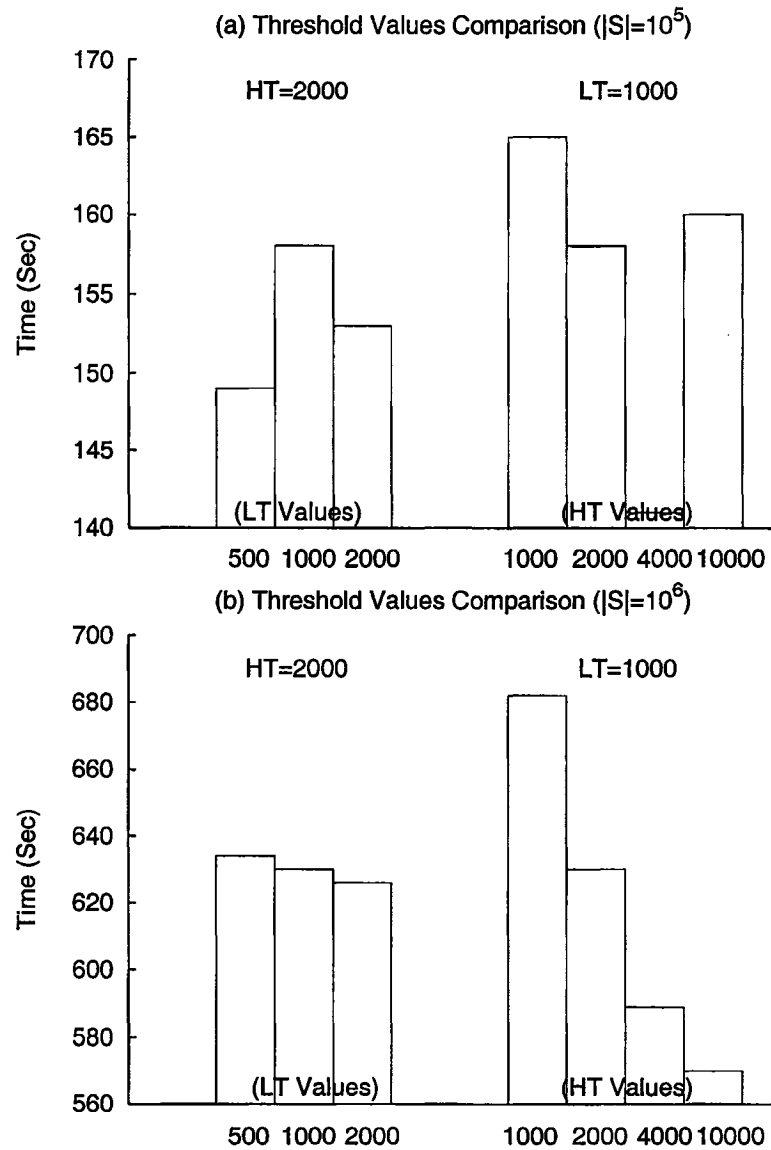 (a) Threshold Values Comparison (|S|=10^5)
170
165
160
155
150
145
140
Time (Sec)
HT=2000
LT=1000
(LT Values)
(HT Values)
500 1000 2000
1000 2000 4000 10000
(b) Threshold Values Comparison (|S|=10^6)
700
680
660
640
620
600
580
560
Time (Sec)
HT=2000
LT=1000
(LT Values)
(HT Values)
500 1000 2000
1000 2000 4000 10000